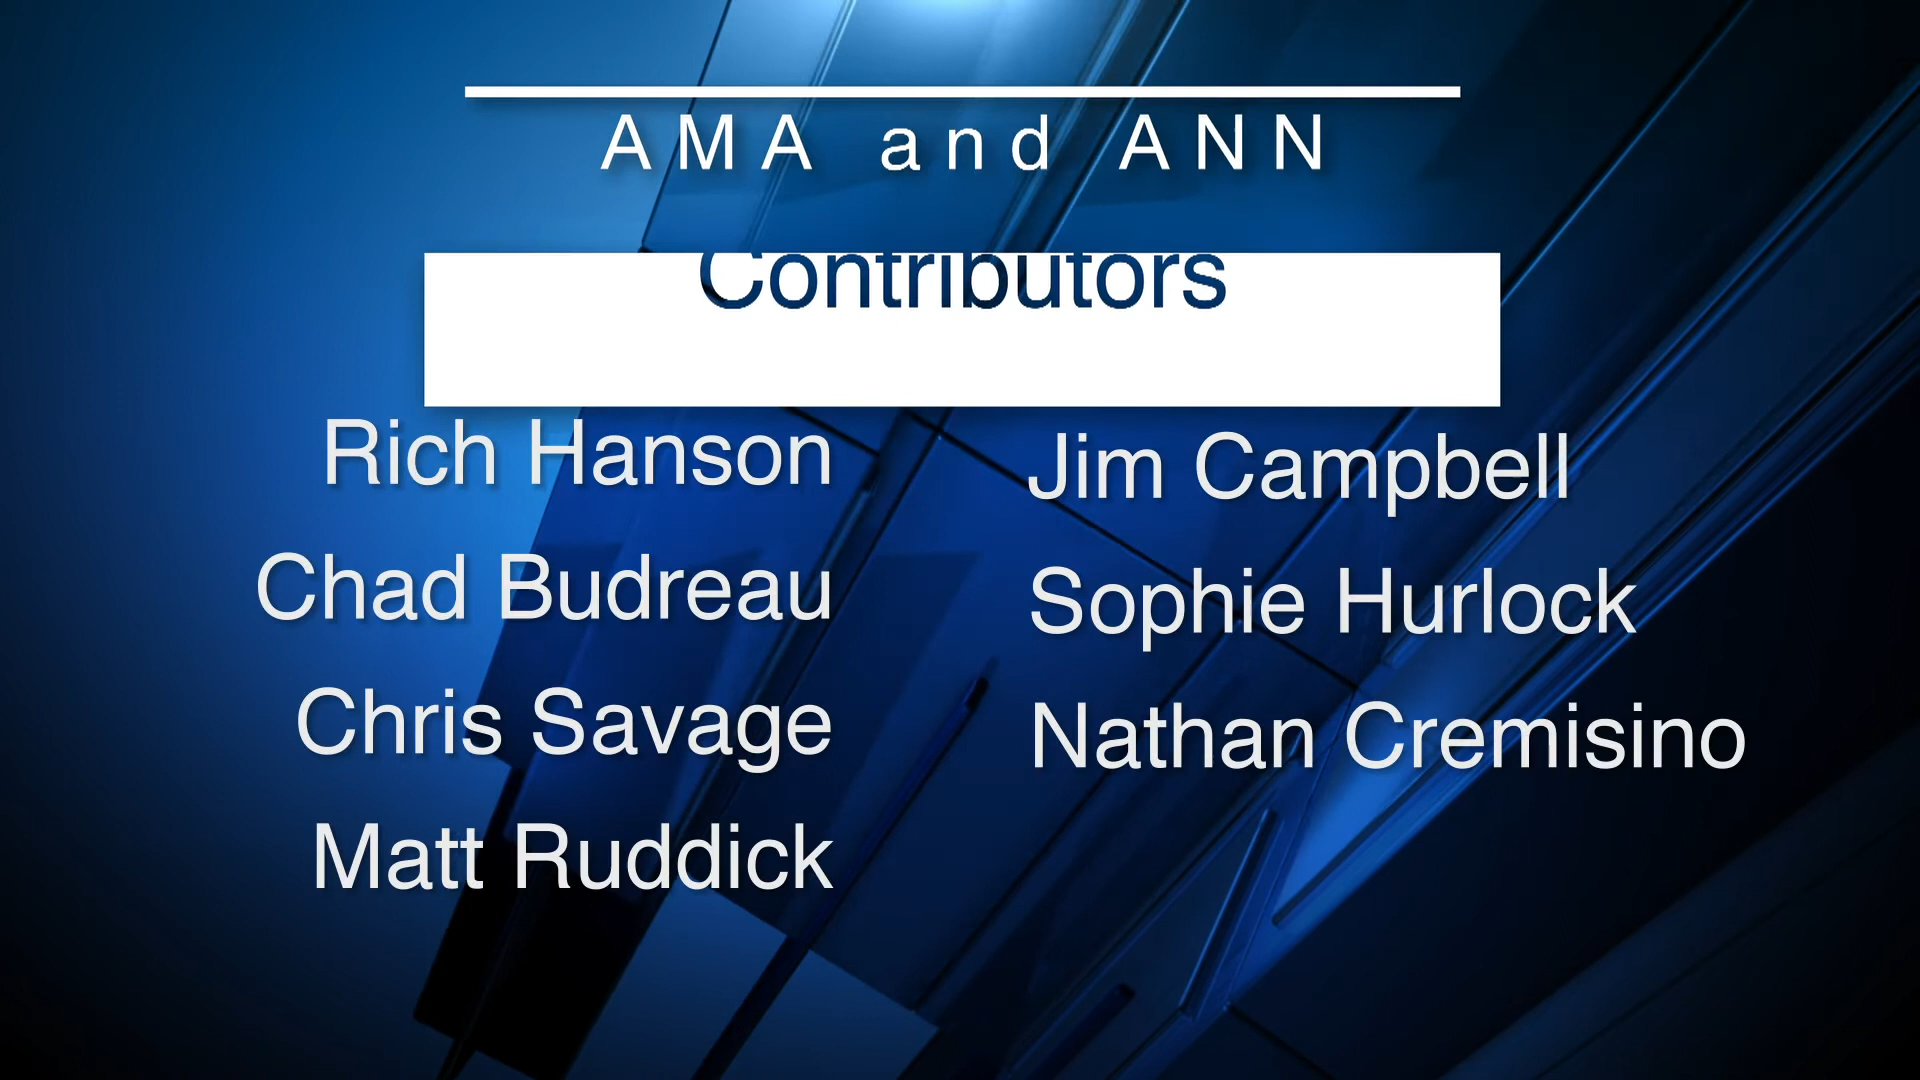 AMA and ANN
Contributors
Rich Hanson
Chad Budreau
Chris Savage
Matt Ruddick
Jim Campbell
Sophie Hurlock
Nathan Cremisino